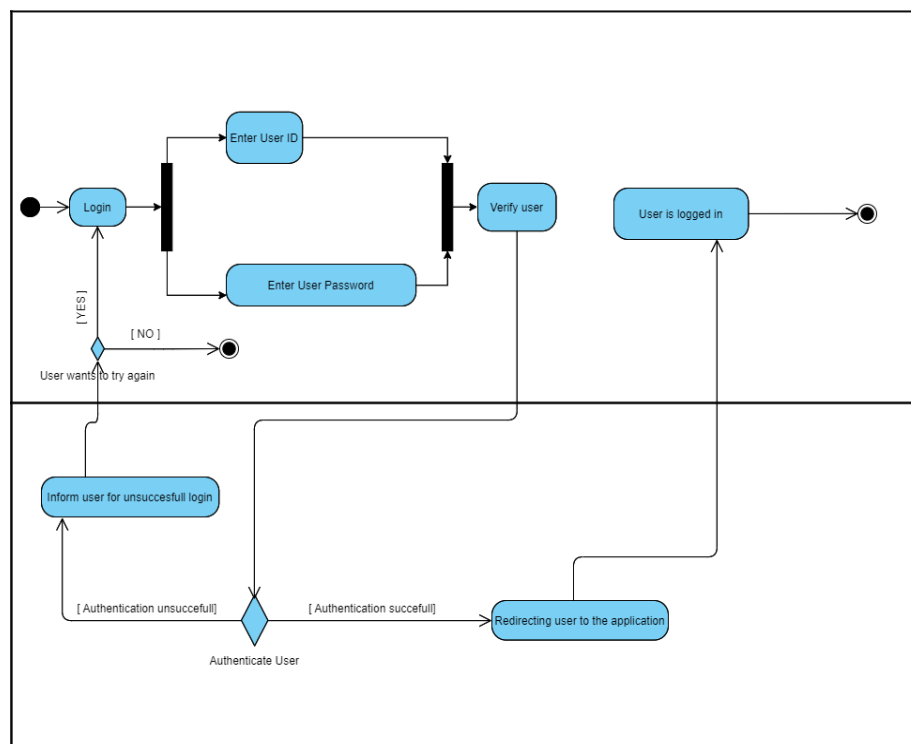 Enter User ID
Login
Verify user
User is logged in
Enter User Password
[ YES ]
[ NO ]
User wants to try again
Inform user for unsuccesfull login
[ Authentication unsuccefull]
[ Authentication succefull]
Redirecting user to the application
Authenticate User